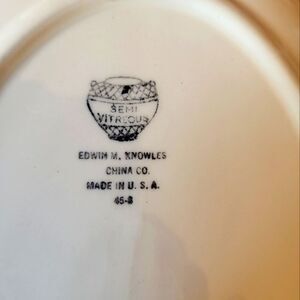 SEMI
VITREOUS
EDWIN M. KNOWLES
CHINA CO.
MADE IN U. S. A.
45-8